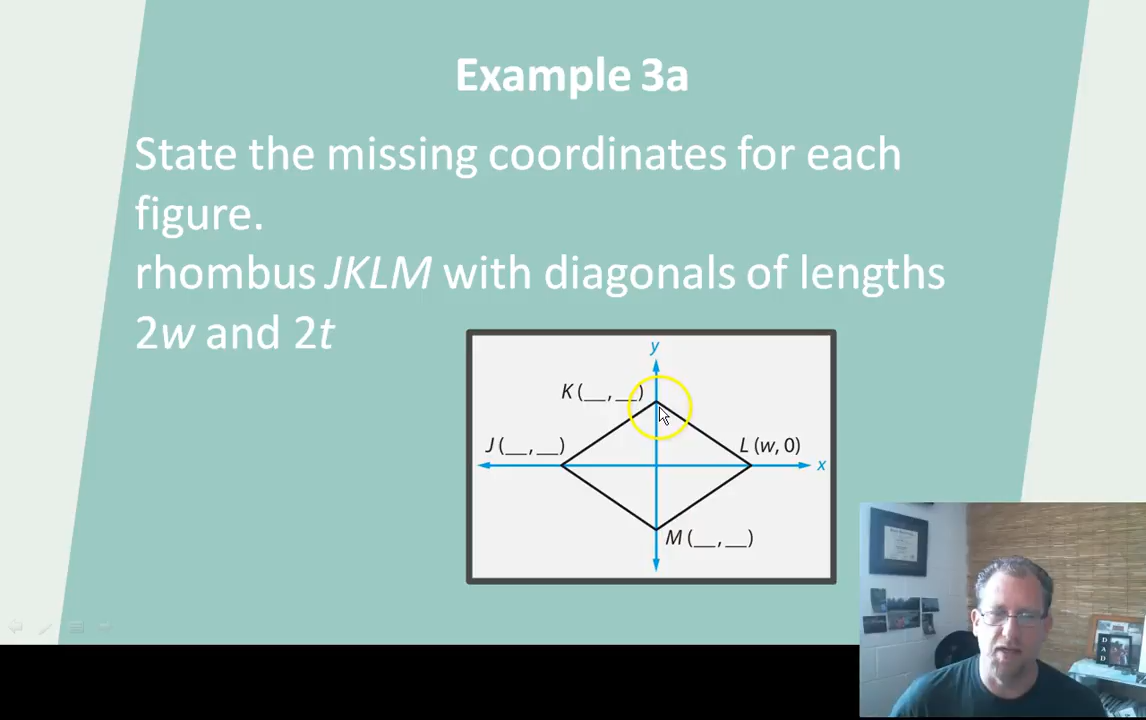 Example 3a
State the missing coordinates for each
figure.
rhombus JKLM with diagonals of lengths
2w and 2t
y
K (__, __)
J (__, __)
L (w, 0)
x
M (__, __)
DAD